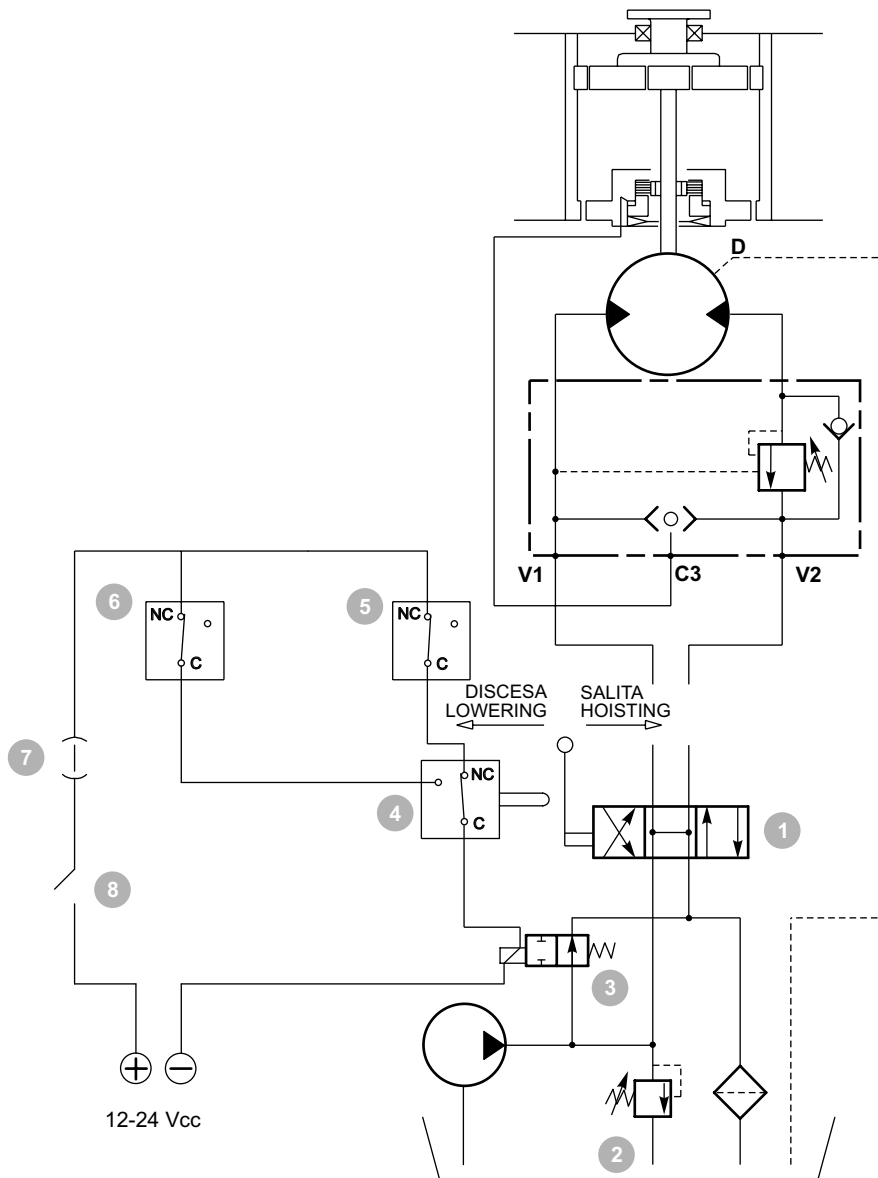 D
V1
C3
V2
6
NC
C
5
NC
C
DISCESA
LOWERING
SALITA
HOISTING
7
4
NC
C
1
8
3
12-24 Vcc
2